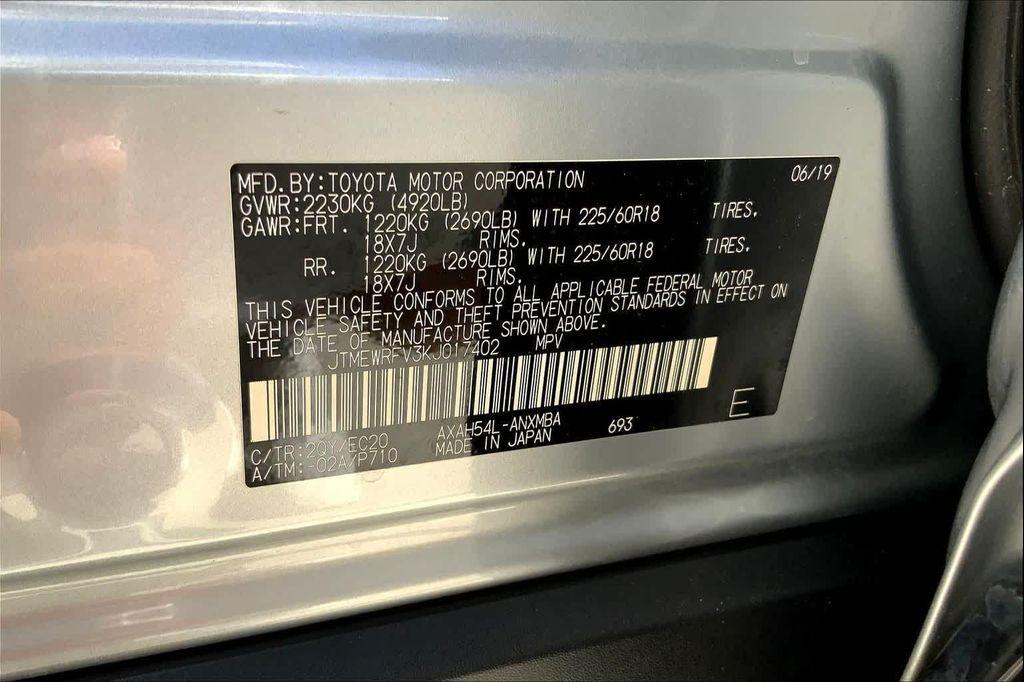 MFD.BY:TOYOTA MOTOR CORPORATION 06/19
GVWR:2230KG (4920LB)
GAWR:FRT. 1220KG (2690LB) WITH 225/60R18 TIRES.
18X7J RIMS.
RR. 1220KG (2690LB) WITH 225/60R18 TIRES.
18X7J RIMS.
THIS VEHICLE CONFORMS TO ALL APPLICABLE FEDERAL MOTOR
VEHICLE SAFETY AND THEFT PREVENTION STANDARDS IN EFFECT ON
THE DATE OF MANUFACTURE SHOWN ABOVE.
JTMEWRFV3KJ017402 MPV
C/TR:2QY/EC20 AXAH54L-ANXMBA 693 E
A/TM:-02A/P710 MADE IN JAPAN